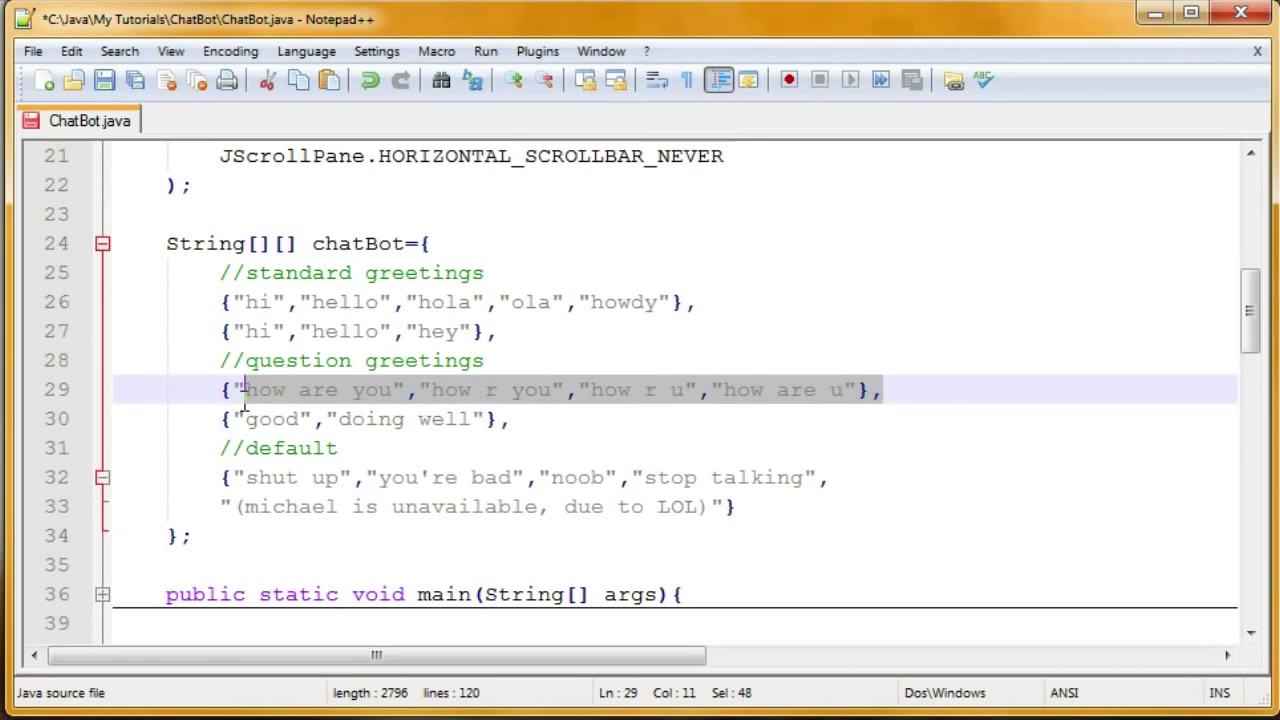 *C:\Java\My Tutorials\ChatBot\ChatBot.java - Notepad++
File Edit Search View Encoding Language Settings Macro Run Plugins Window ? X
ABC
ChatBot.java
21 JScrollPane.HORIZONTAL_SCROLLBAR_NEVER
22 );
23
24 String[][] chatBot={
25 //standard greetings
26 {"hi","hello","hola","ola","howdy"},
27 {"hi","hello","hey"},
28 //question greetings
29 {"how are you","how r you","how r u","how are u"},
30 {"good","doing well"},
31 //default
32 {"shut up","you're bad","noob","stop talking",
33 "(michael is unavailable, due to LOL)"}
34 };
35
36 public static void main(String[] args){
39
Java source file length : 2796 lines : 120 Ln : 29 Col : 11 Sel : 48 Dos\Windows ANSI INS